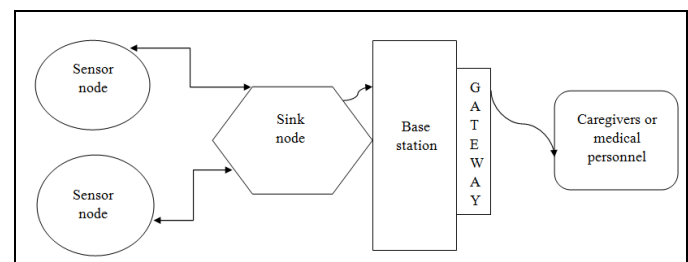 Sensor
node
Sensor
node
Sink
node
Base
station
G
A
T
E
W
A
Y
Caregivers or
medical
personnel